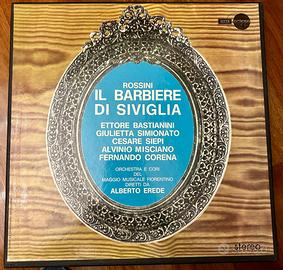 ROSSINI
IL BARBIERE
DI SIVIGLIA
ETTORE BASTIANINI
GIULIETTA SIMIONATO
CESARE SIEPI
ALVINIO MISCIANO
FERNANDO CORENA
ORCHESTRA E CORI
DEL
MAGGIO MUSICALE FIORENTINO
DIRETTI DA
ALBERTO EREDE
stereo